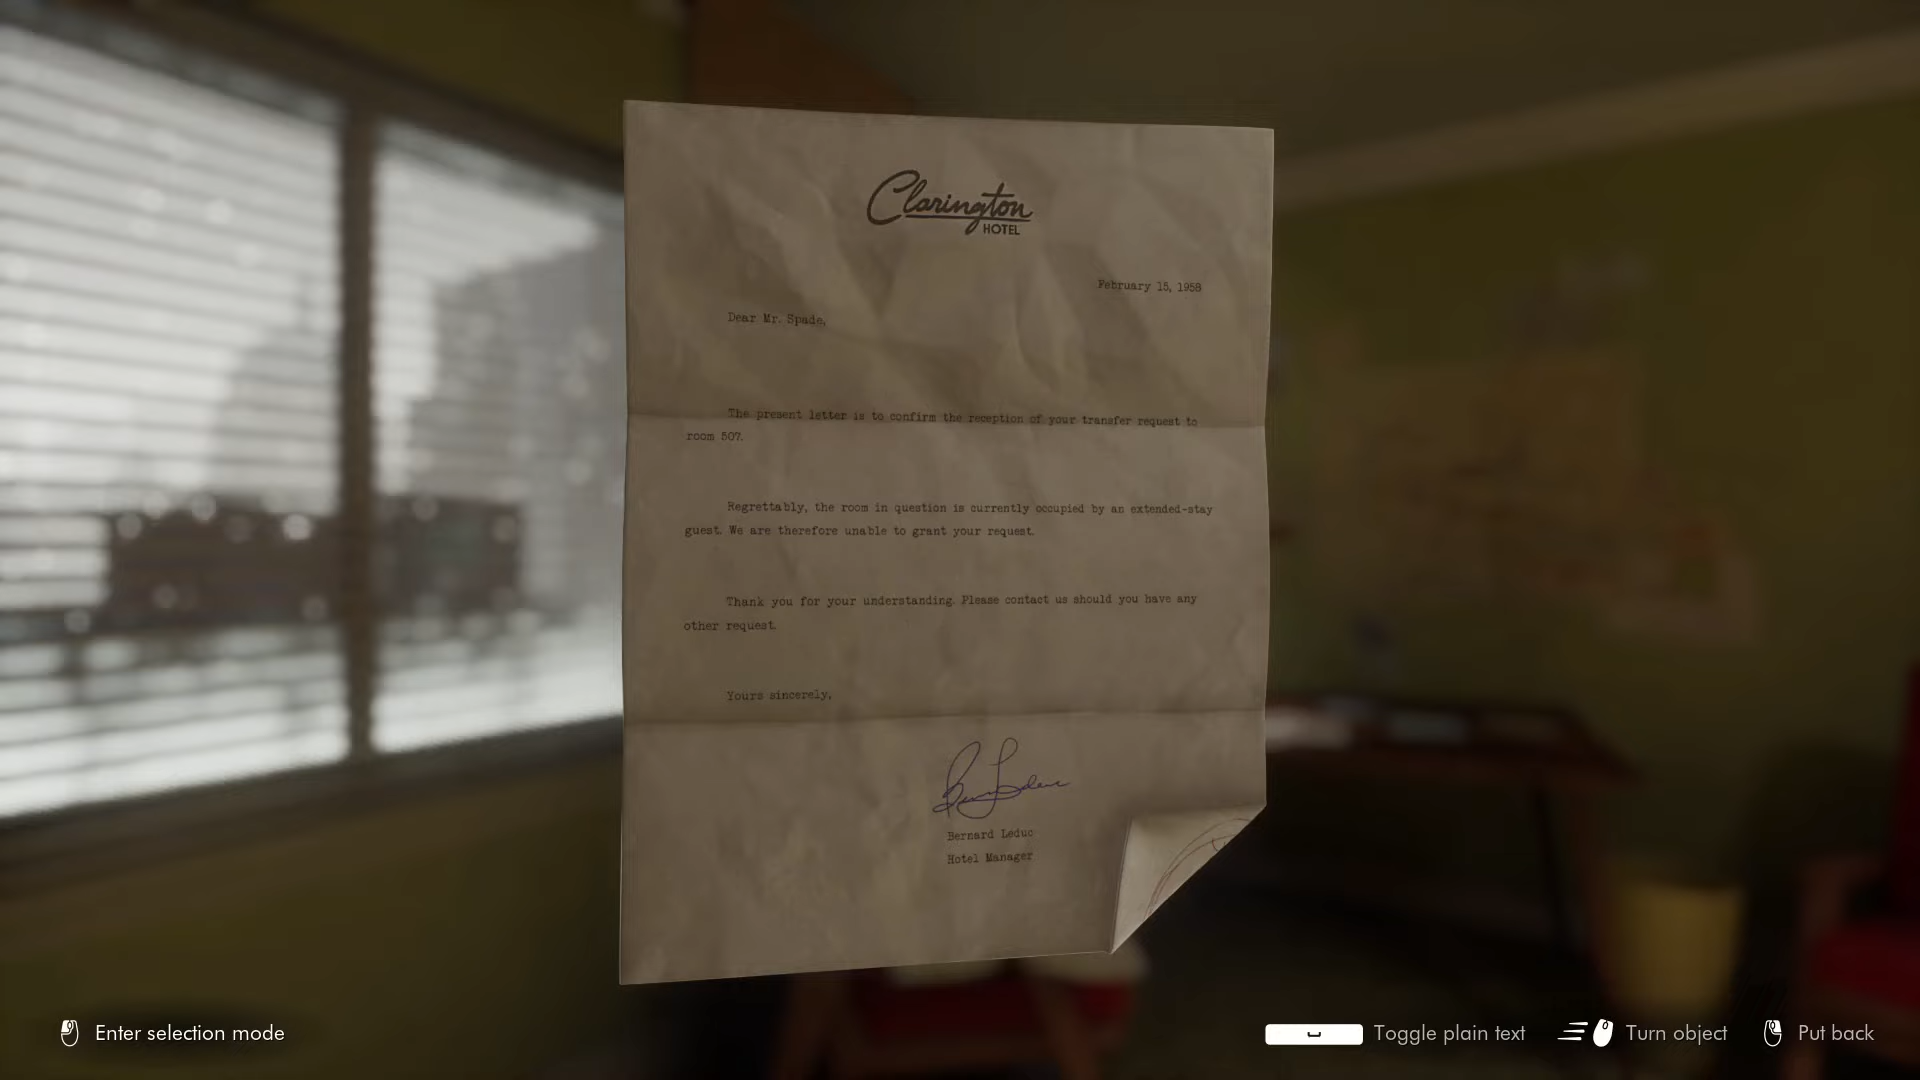 Clarington
HOTEL
February 15, 1958
Dear Mr. Spade,
The present letter is to confirm the reception of your transfer request to
room 507.
Regrettably, the room in question is currently occupied by an extended-stay
guest. We are therefore unable to grant your request.
Thank you for your understanding. Please contact us should you have any
other request.
Yours sincerely,
Bernard Leduc
Hotel Manager
Enter selection mode
Toggle plain text
Turn object
Put back